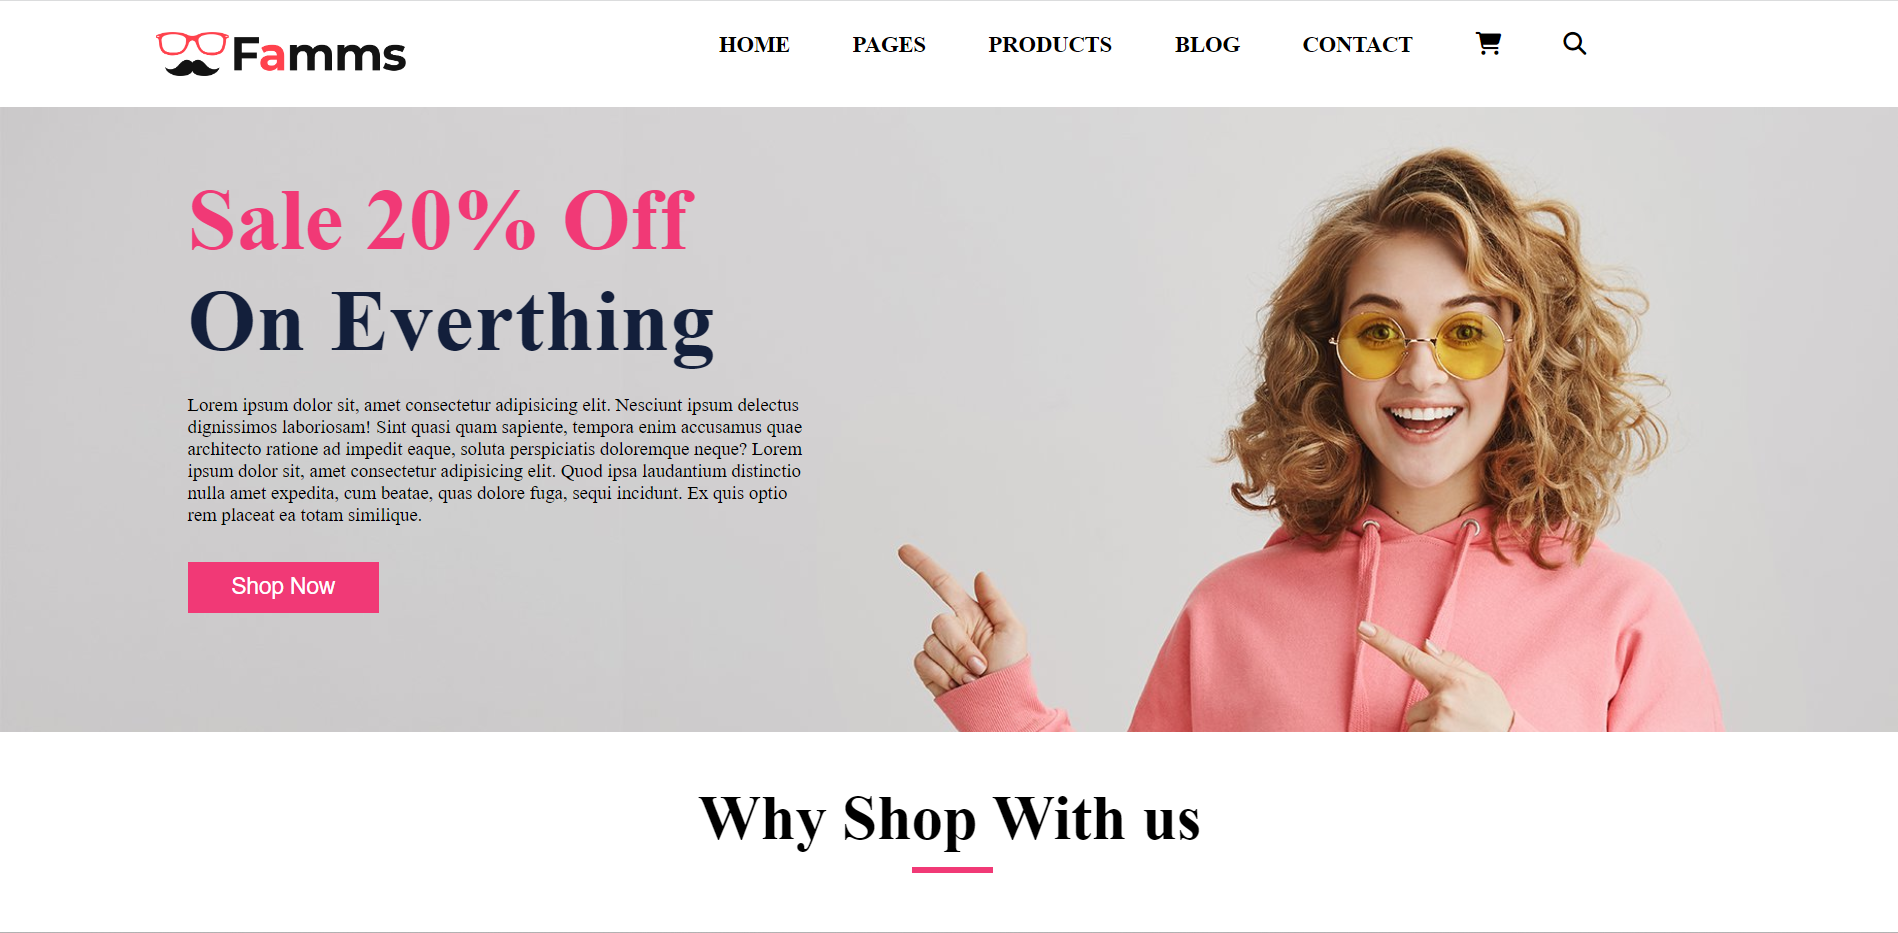 Famms
HOME PAGES PRODUCTS BLOG CONTACT
Sale 20% Off
On Everthing
Lorem ipsum dolor sit, amet consectetur adipisicing elit. Nesciunt ipsum delectus
dignissimos laboriosam! Sint quasi quam sapiente, tempora enim accusamus quae
architecto ratione ad impedit eaque, soluta perspiciatis doloremque neque? Lorem
ipsum dolor sit, amet consectetur adipisicing elit. Quod ipsa laudantium distinctio
nulla amet expedita, cum beatae, quas dolore fuga, sequi incidunt. Ex quis optio
rem placeat ea totam similique.
Shop Now
Why Shop With us